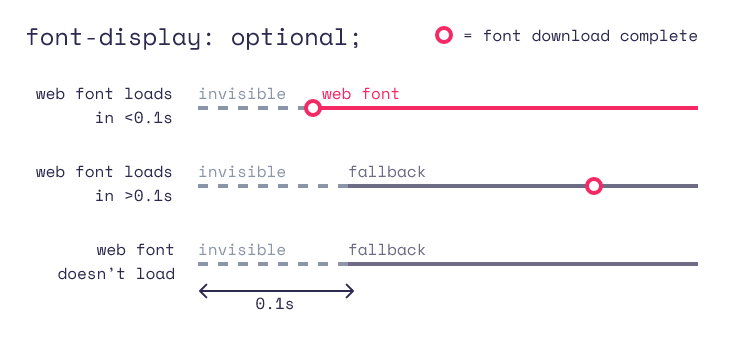 font-display: optional;
= font download complete
web font loads
in <0.1s
invisible
web font
web font loads
in >0.1s
invisible
fallback
web font
doesn't load
invisible
fallback
0.1s